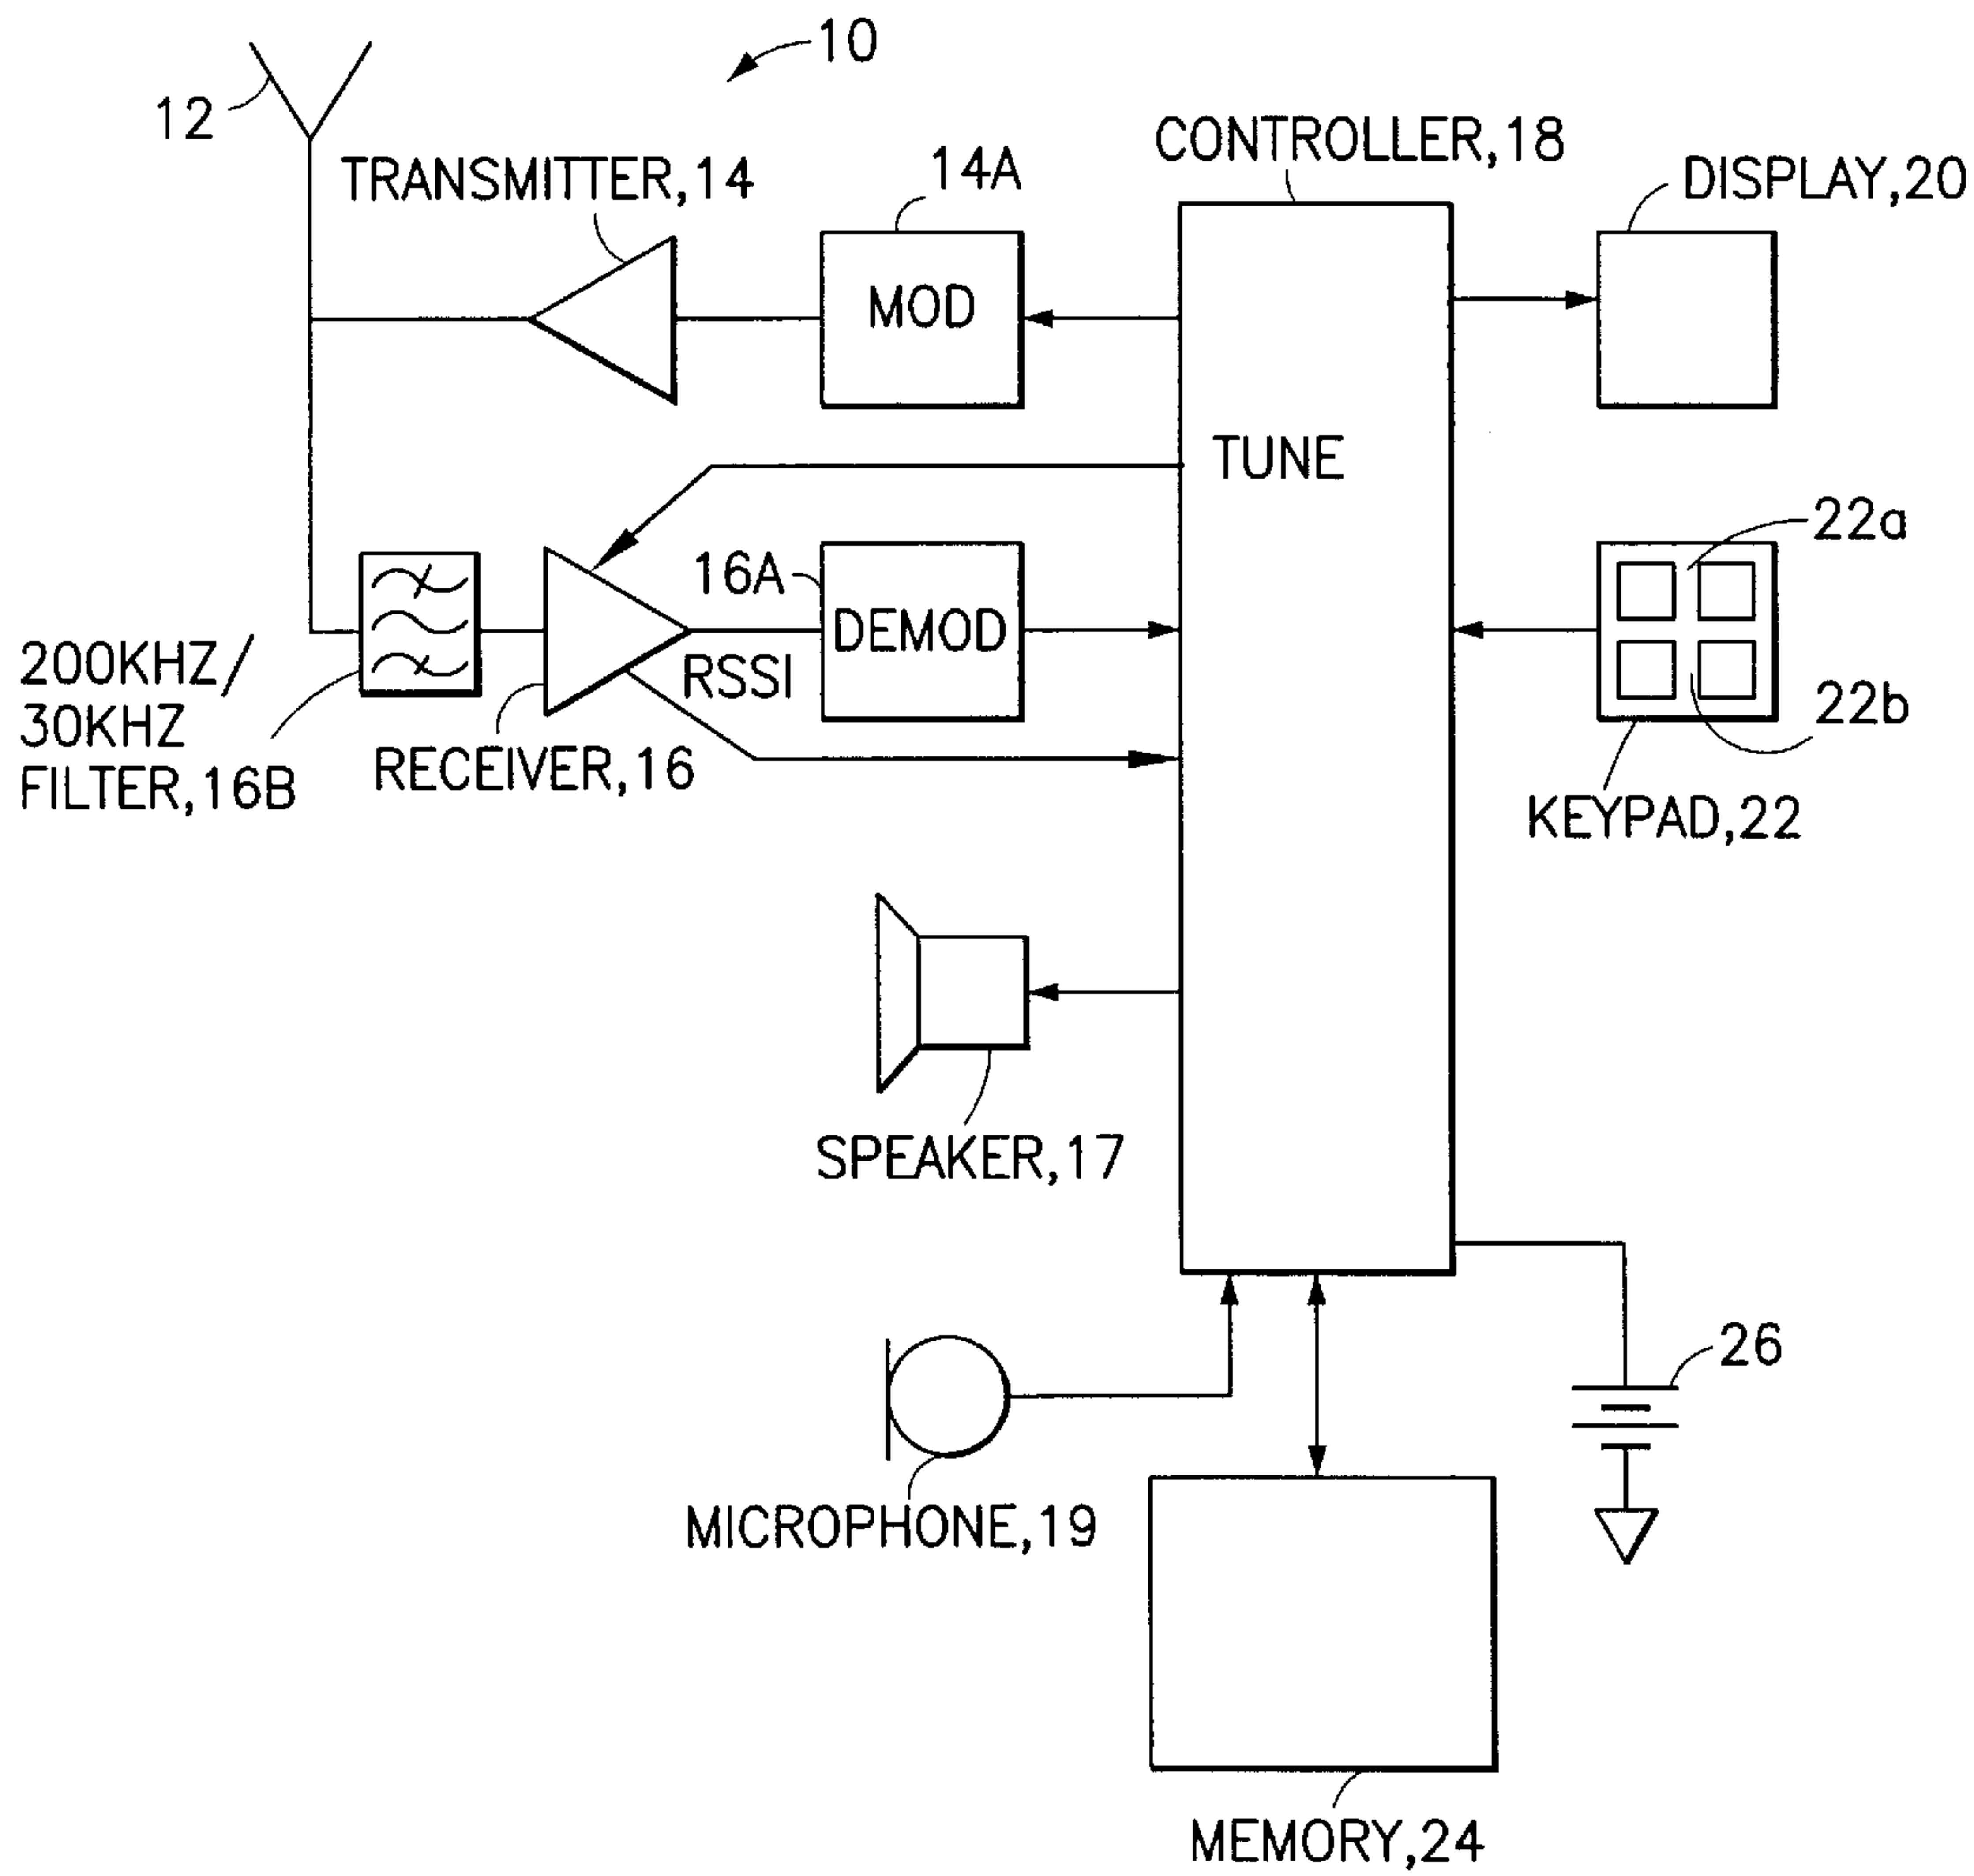 10
12
CONTROLLER,18
TRANSMITTER,14
14A
DISPLAY,20
MOD
TUNE
22a
16A
DEMOD
200KHZ/
30KHZ
FILTER,16B
RSSI
22b
RECEIVER,16
KEYPAD,22
SPEAKER,17
26
MICROPHONE,19
MEMORY,24